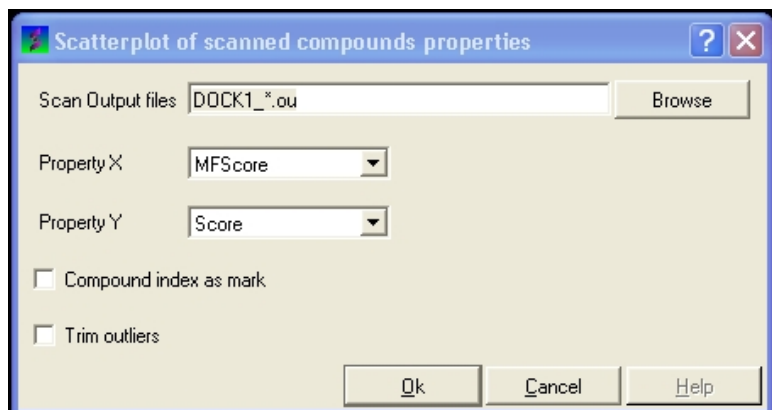 Scatterplot of scanned compounds properties
Scan Output files DOCK1_*.ou Browse
Property X MFScore
Property Y Score
Compound index as mark
Trim outliers
Ok Cancel Help